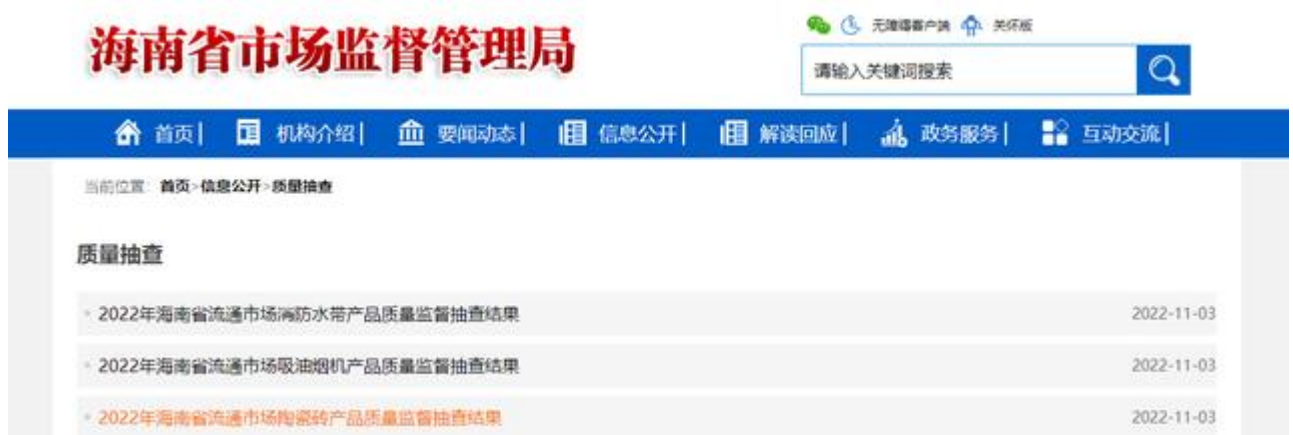 海南省市场监督管理局
无障碍客户端 关怀版
请输入关键词搜索
首页| 机构介绍| 要闻动态| 信息公开| 解读回应| 政务服务| 互动交流|
当前位置: 首页>信息公开>质量抽查
质量抽查
2022年海南省流通市场消防水带产品质量监督抽查结果 2022-11-03
2022年海南省流通市场吸油烟机产品质量监督抽查结果 2022-11-03
2022年海南省流通市场陶瓷砖产品质量监督抽查结果 2022-11-03